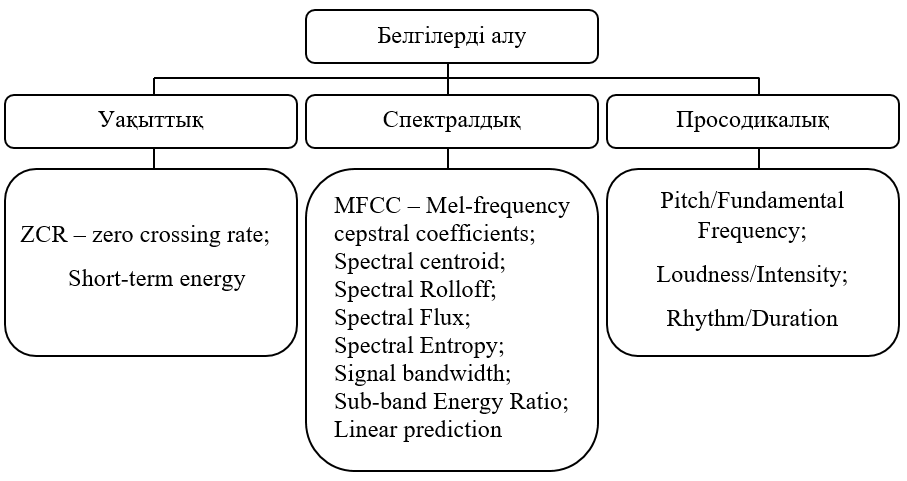 Белгілерді алу
Уақыттық
Спектралдық
Просодикалық
ZCR – zero crossing rate;
Short-term energy
MFCC – Mel-frequency
cepstral coefficients;
Spectral centroid;
Spectral Rolloff;
Spectral Flux;
Spectral Entropy;
Signal bandwidth;
Sub-band Energy Ratio;
Linear prediction
Pitch/Fundamental
Frequency;
Loudness/Intensity;
Rhythm/Duration